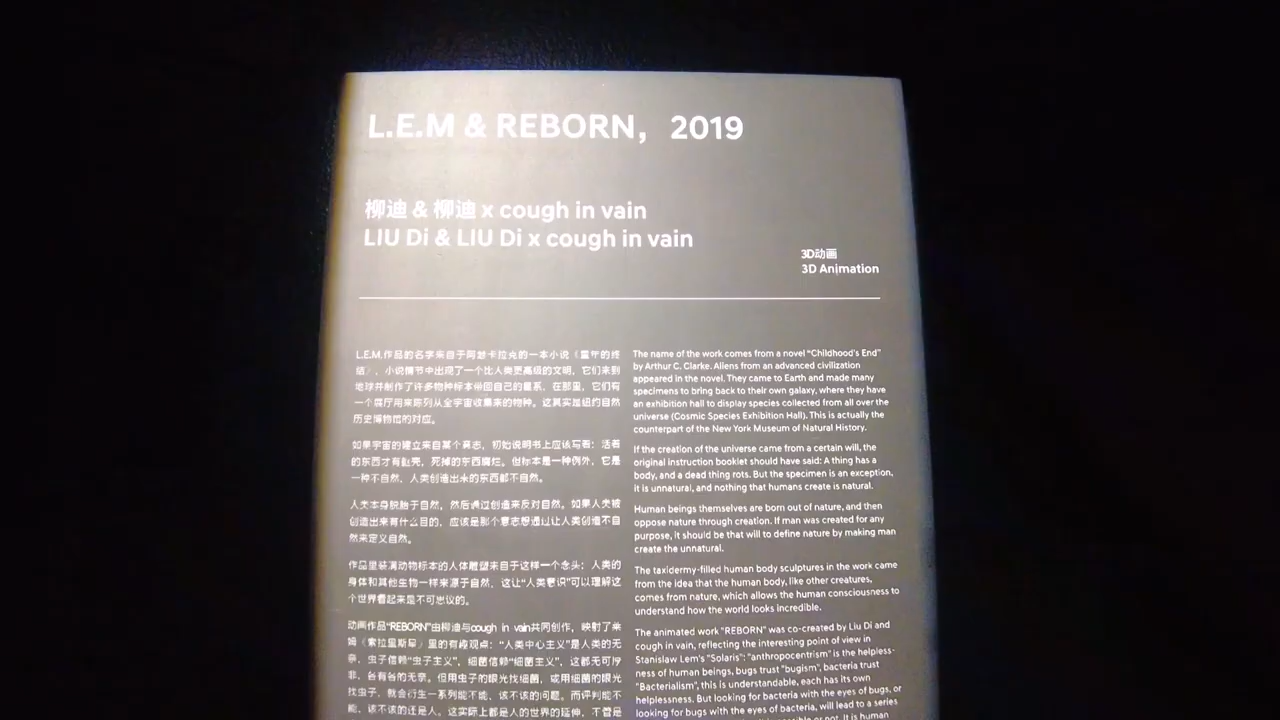 L.E.M & REBORN, 2019
柳迪 & 柳迪 x cough in vain
LIU Di & LIU Di x cough in vain
3D动画
3D Animation
L.E.M.作品的名字来自于阿瑟卡拉克的一本小说《童年的终
结》，小说情节中出现了一个比人类更高级的文明，它们来到
地球并制作了许多物种标本带回自己的星系，在那里，它们有
一个展厅用来陈列从全宇宙收集来的物种。这其实是纽约自然
历史博物馆的对应。
如果宇宙的建立来自某个意志，初始说明书上应该写着：活着
的东西才有躯壳，死掉的东西腐烂。但标本是一种例外，它是
一种不自然，人类创造出来的东西都不自然。
人类本身脱胎于自然，然后通过创造来反对自然。如果人类被
创造出来有什么目的，应该是那个意志想通过让人类创造不自
然来定义自然。
作品里装满动物标本的人体雕塑来自于这样一个念头：人类的
身体和其他生物一样来源于自然，这让“人类意识”可以理解这
个世界看起来是不可思议的。
动画作品“REBORN”由柳迪与cough in vain共同创作，映射了莱
姆《索拉里斯星》里的有趣观点：“人类中心主义”是人类的无
奈，虫子信赖“虫子主义”，细菌信赖“细菌主义”，这都无可厚
非，各有各的无奈。但用虫子的眼光找细菌，或用细菌的眼光
找虫子，就会衍生一系列能不能，该不该的问题。而评判能不
能，该不该的还是人。这实际上都是人的世界的延伸，不管是
The name of the work comes from a novel "Childhood's End"
by Arthur C. Clarke. Aliens from an advanced civilization
appeared in the novel. They came to Earth and made many
specimens to bring back to their own galaxy, where they have
an exhibition hall to display species collected from all over the
universe (Cosmic Species Exhibition Hall). This is actually the
counterpart of the New York Museum of Natural History.
If the creation of the universe came from a certain will, the
original instruction booklet should have said: A thing has a
body, and a dead thing rots. But the specimen is an exception,
it is unnatural, and nothing that humans create is natural.
Human beings themselves are born out of nature, and then
oppose nature through creation. If man was created for any
purpose, it should be that will to define nature by making man
create the unnatural.
The taxidermy-filled human body sculptures in the work came
from the idea that the human body, like other creatures,
comes from nature, which allows the human consciousness to
understand how the world looks incredible.
The animated work "REBORN" was co-created by Liu Di and
cough in vain, reflecting the interesting point of view in
Stanislaw Lem's "Solaris": "anthropocentrism" is the helpless-
ness of human beings, bugs trust "bugism", bacteria trust
"Bacterialism", this is understandable, each has its own
helplessness. But looking for bacteria with the eyes of bugs, or
looking for bugs with the eyes of bacteria, will lead to a series
or not. It is human